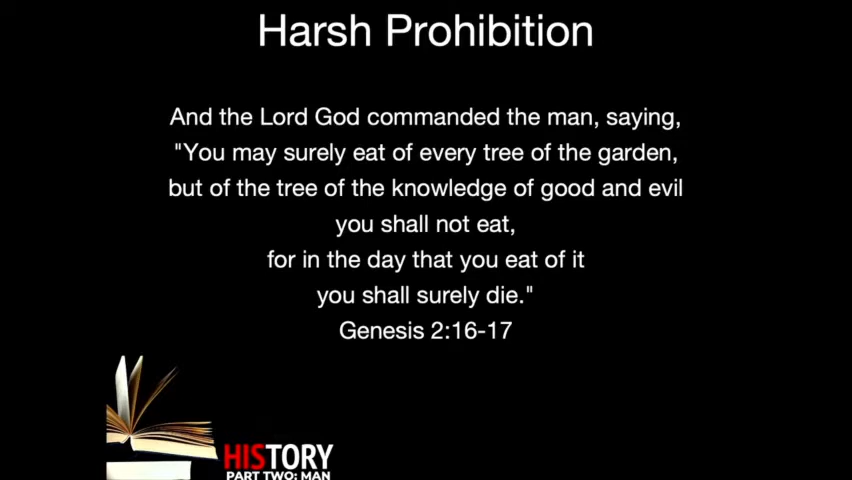 Harsh Prohibition
And the Lord God commanded the man, saying,
"You may surely eat of every tree of the garden,
but of the tree of the knowledge of good and evil
you shall not eat,
for in the day that you eat of it
you shall surely die."
Genesis 2:16-17
HISTORY
PART TWO: MAN